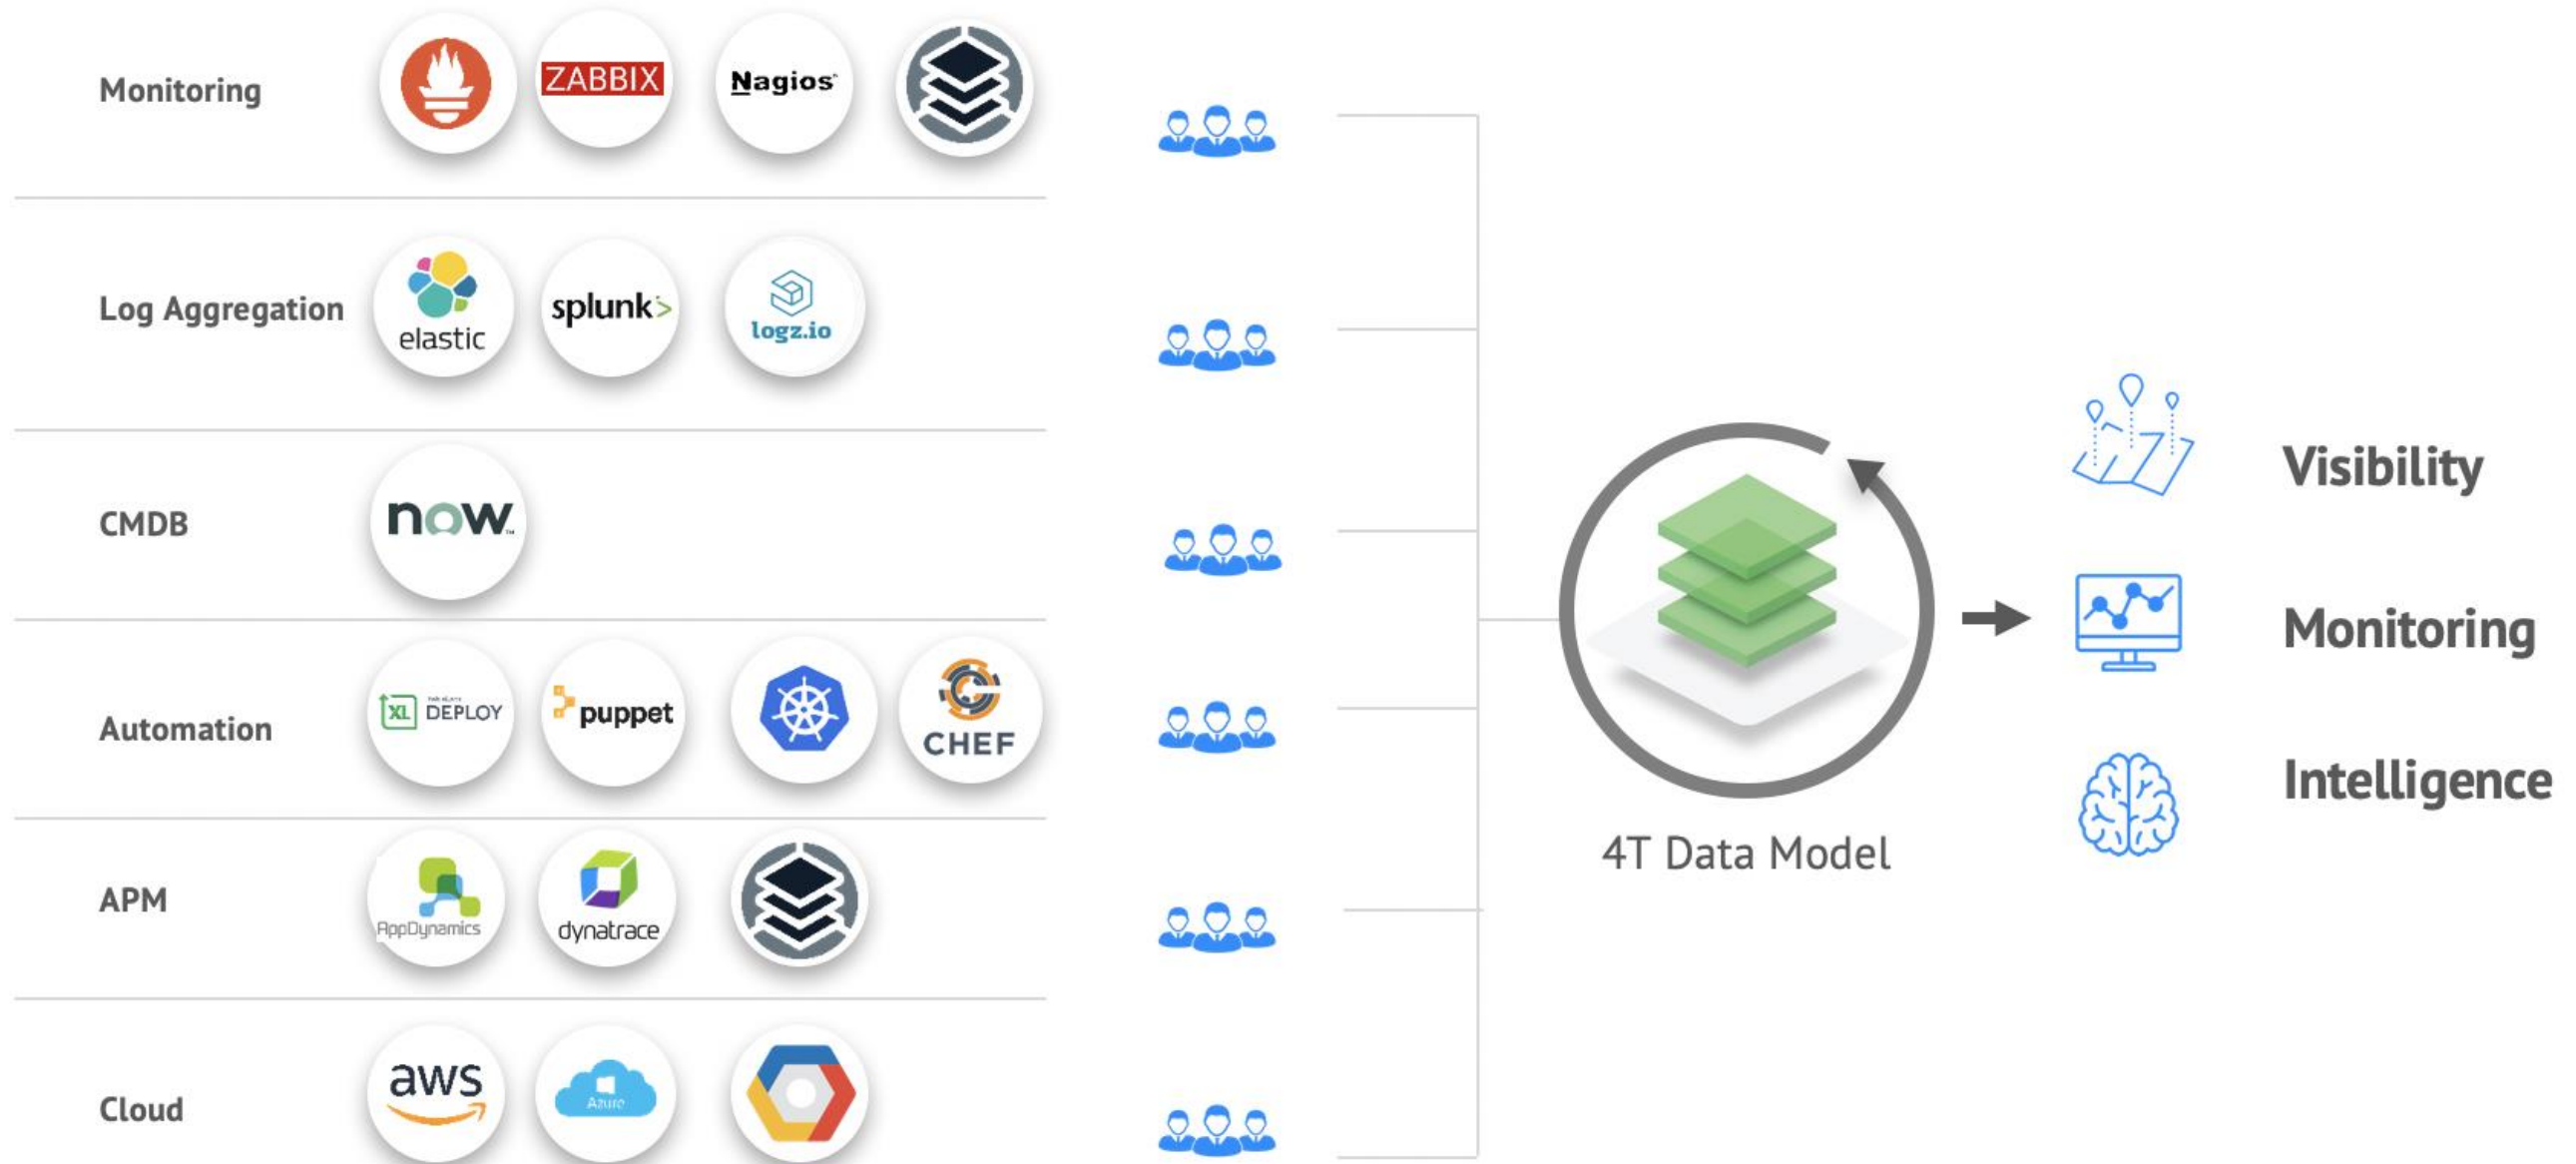 Monitoring
ZABBIX
Nagios
Log Aggregation
elastic
splunk>
logz.io
CMDB
now
Automation
XL DEPLOY
puppet
CHEF
APM
AppDynamics
dynatrace
Cloud
aws
Azure
4T Data Model
Visibility
Monitoring
Intelligence